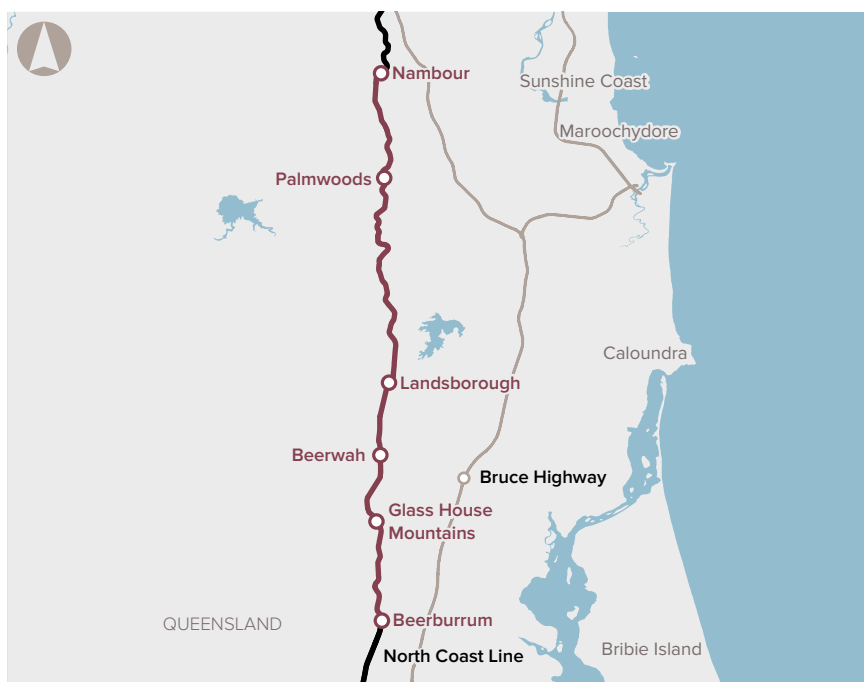 Nambour
Sunshine Coast
Maroochydore
Palmwoods
Caloundra
Landsborough
Beerwah
Bruce Highway
Glass House
Mountains
Beerburrum
QUEENSLAND
North Coast Line
Bribie Island